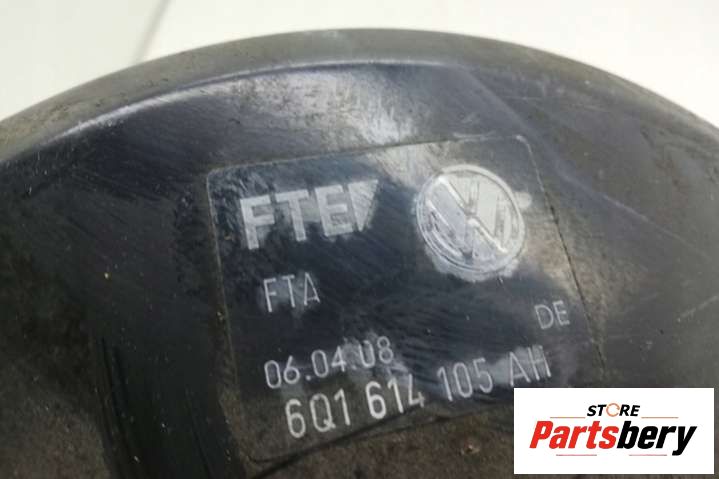 FTE
FTA
DE
06.04.08
6Q1 614 105 AH
STORE
Partsbery